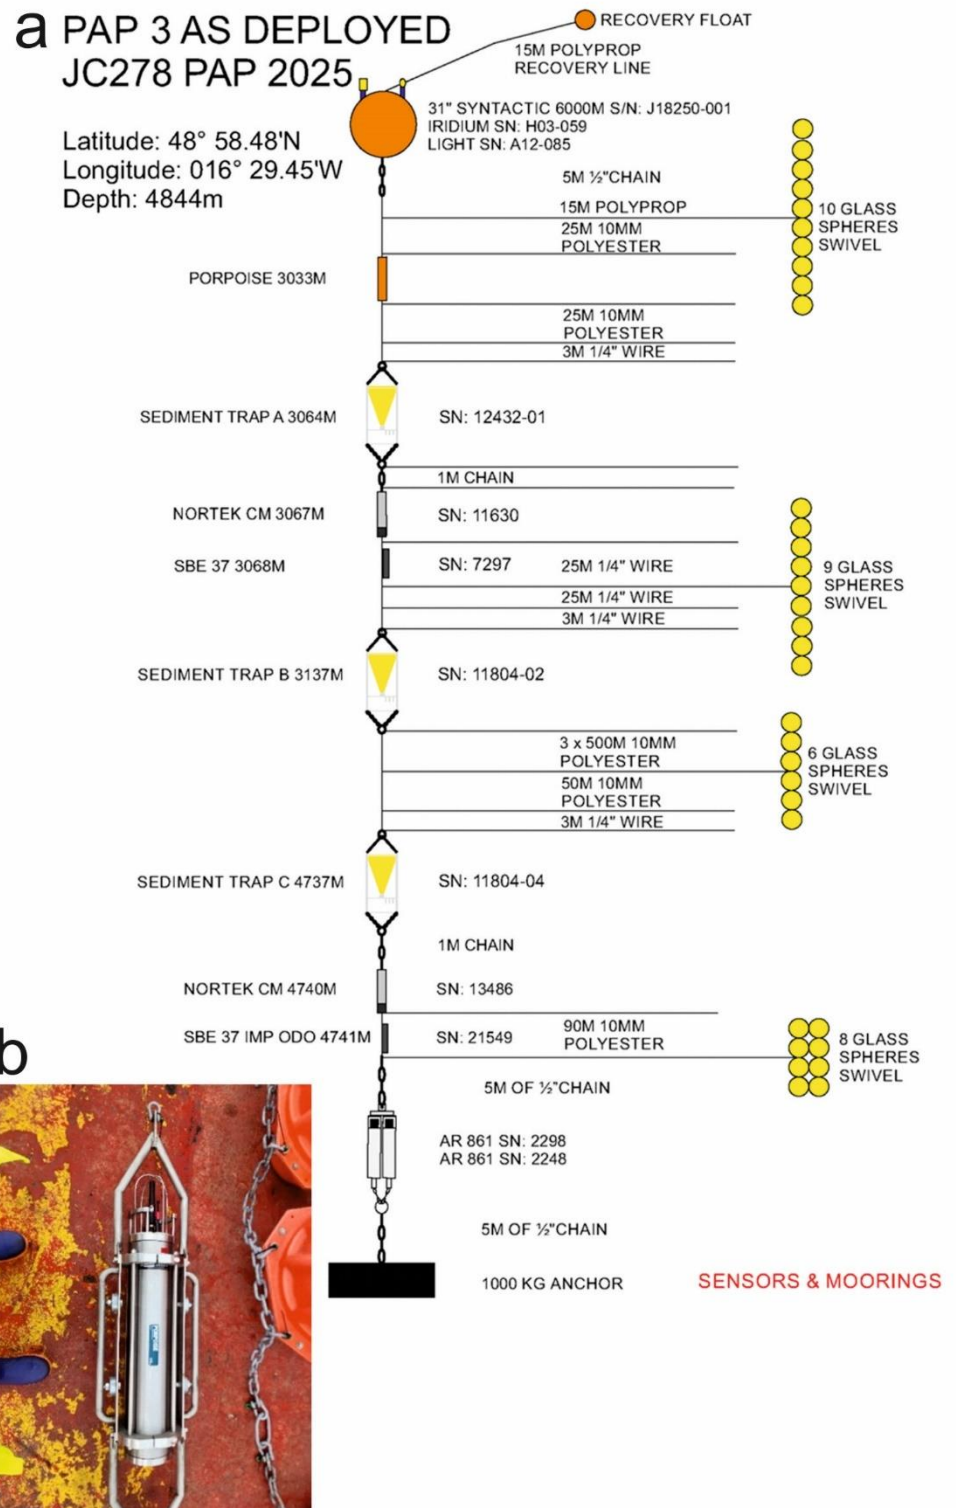 a PAP 3 AS DEPLOYED
JC278 PAP 2025
Latitude: 48° 58.48'N
Longitude: 016° 29.45'W
Depth: 4844m
RECOVERY FLOAT
15M POLYPROP
RECOVERY LINE
31" SYNTACTIC 6000M S/N: J18250-001
IRIDIUM SN: H03-059
LIGHT SN: A12-085
5M ½"CHAIN
15M POLYPROP
10 GLASS
SPHERES
SWIVEL
25M 10MM
POLYESTER
PORPOISE 3033M
25M 10MM
POLYESTER
3M 1/4" WIRE
SEDIMENT TRAP A 3064M
SN: 12432-01
1M CHAIN
NORTEK CM 3067M
SN: 11630
SBE 37 3068M
SN: 7297
25M 1/4" WIRE
9 GLASS
SPHERES
SWIVEL
25M 1/4" WIRE
3M 1/4" WIRE
SEDIMENT TRAP B 3137M
SN: 11804-02
3 x 500M 10MM
POLYESTER
6 GLASS
SPHERES
SWIVEL
50M 10MM
POLYESTER
3M 1/4" WIRE
SEDIMENT TRAP C 4737M
SN: 11804-04
1M CHAIN
NORTEK CM 4740M
SN: 13486
SBE 37 IMP ODO 4741M
SN: 21549
90M 10MM
POLYESTER
8 GLASS
SPHERES
SWIVEL
5M OF ½"CHAIN
AR 861 SN: 2298
AR 861 SN: 2248
5M OF ½"CHAIN
1000 KG ANCHOR
SENSORS & MOORINGS
b